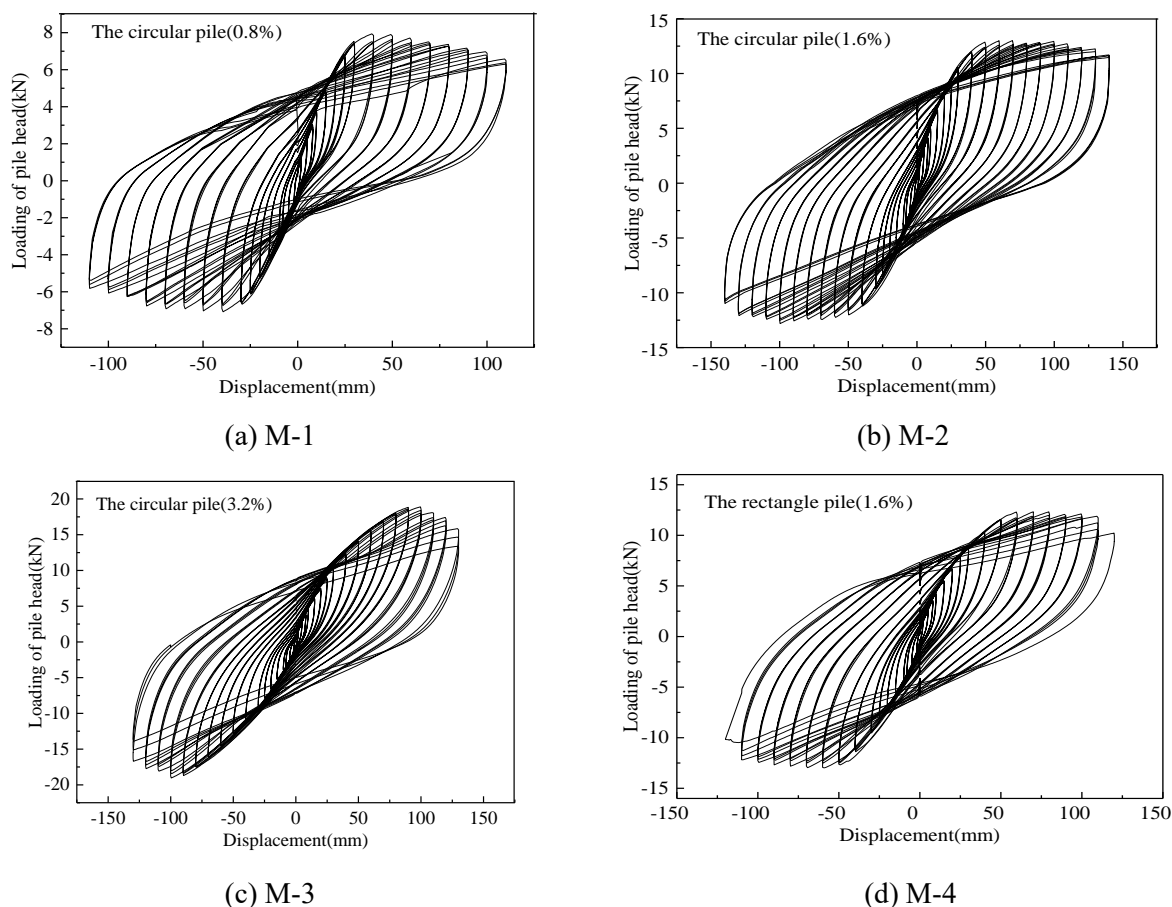 The circular pile(0.8%)
8
6
4
2
0
-2
-4
-6
-8
Loading of pile head(kN)
-100 -50 0 50 100
Displacement(mm)
(a) M-1
The circular pile(1.6%)
15
10
5
0
-5
-10
-15
Loading of pile head(kN)
-150 -100 -50 0 50 100 150
Displacement(mm)
(b) M-2
The circular pile(3.2%)
20
15
10
5
0
-5
-10
-15
-20
Loading of pile head(kN)
-150 -100 -50 0 50 100 150
Displacement(mm)
(c) M-3
The rectangle pile(1.6%)
15
10
5
0
-5
-10
-15
Loading of pile head(kN)
-150 -100 -50 0 50 100 150
Displacement(mm)
(d) M-4